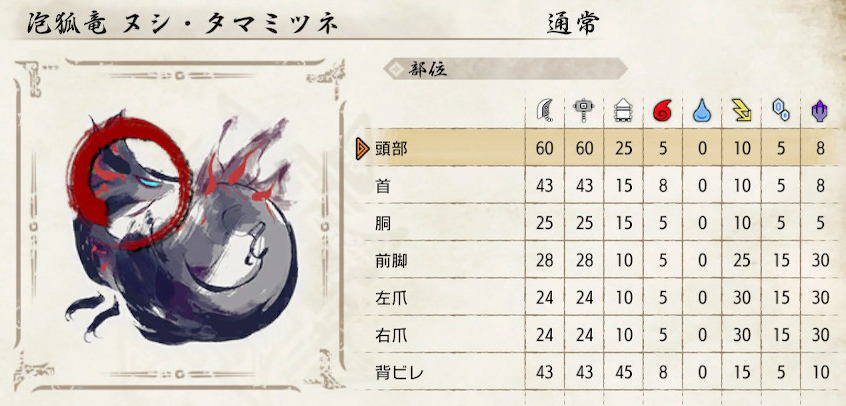 泡狐竜 ヌシ・タマミツネ 通常
部位
頭部 60 60 25 5 0 10 5 8
首 43 43 15 8 0 10 5 8
胴 25 25 15 5 0 10 5 5
前脚 28 28 10 5 0 25 15 30
左爪 24 24 10 5 0 30 15 30
右爪 24 24 10 5 0 30 15 30
背ビレ 43 43 45 8 0 15 5 10